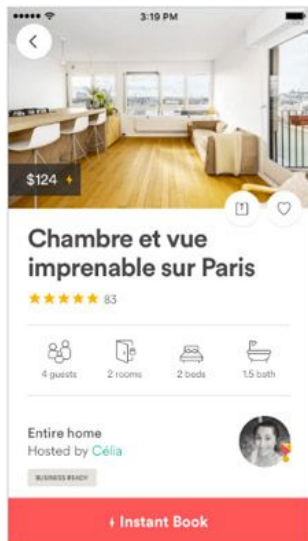 3:19 PM
$124
Chambre et vue
imprenable sur Paris
83
4 guests 2 rooms 2 beds 1.5 bath
Entire home
Hosted by Célia
BUSINESS READY
Instant Book